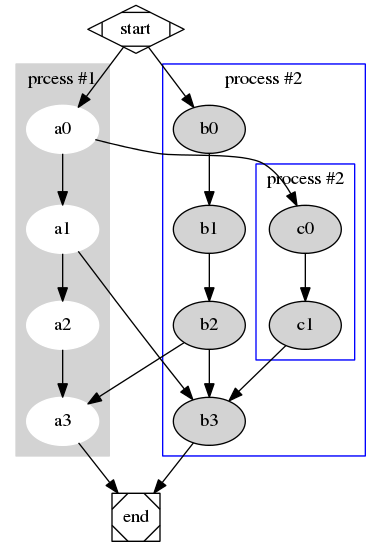 start
prcess #1
process #2
a0
b0
process #2
a1
b1
c0
a2
b2
c1
a3
b3
end